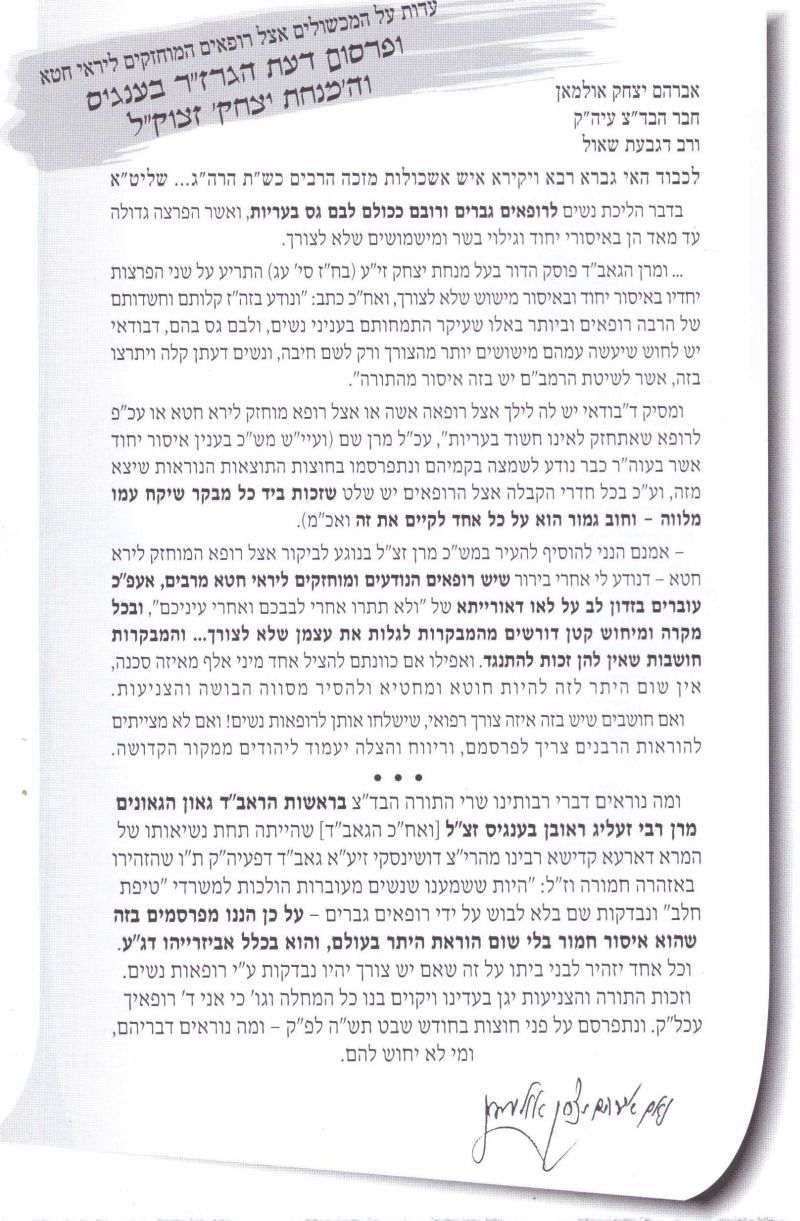 עדות על המכשולים אצל רופאים המוחזקים ליראי חטא
ופרסום דעת הגרז"ר בענגיס
וה'מנחת יצחק' זצוק"ל
אברהם יצחק אולמאן
חבר הבד"צ עיה"ק
ורב דגבעת שאול
לכבוד האי גברא רבא ויקירא איש אשכולות מזכה הרבים כש"ת הרה"ג... שליט"א
בדבר הליכת נשים לרופאים גברים ורובם ככולם לבם גס בעריות, ואשר הפרצה גדולה
עד מאד הן באיסורי יחוד וגילוי בשר ומישמושים שלא לצורך.
... ומרן הגאב"ד פוסק הדור בעל מנחת יצחק זי"ע (בח"ז סי' עג) התריע על שני הפרצות
יחדיו באיסור יחוד ובאיסור מישוש שלא לצורך, ואח"כ כתב: "ונודע בזה"ז קלותם וחשדותם
של הרבה רופאים וביותר באלו שעיקר התמחותם בעניני נשים, ולבם גס בהם, דבודאי
יש לחוש שיעשה עמהם מישושים יותר מהצורך ורק לשם חיבה, ונשים דעתן קלה ויתרצו
בזה, אשר לשיטת הרמב"ם יש בזה איסור מהתורה".
ומסיק ד"בודאי יש לה לילך אצל רופאה אשה או אצל רופא מוחזק לירא חטא או עכ"פ
לרופא שאתחזק לאינו חשוד בעריות", עכ"ל מרן שם (ועיי"ש מש"כ בענין איסור יחוד
אשר בעוה"ר כבר נודע לשמצה בקמיהם ונתפרסמו בחוצות התוצאות הנוראות שיצא
מזה, וע"כ בכל חדרי הקבלה אצל הרופאים יש שלט שזכות ביד כל מבקר שיקח עמו
מלווה – וחוב גמור הוא על כל אחד לקיים את זה ואכ"מ).
– אמנם הנני להוסיף להעיר במש"כ מרן זצ"ל בנוגע לביקור אצל רופא המוחזק לירא
חטא – דנודע לי אחרי בירור שיש רופאים הנודעים ומוחזקים ליראי חטא מרבים, אעפ"כ
עוברים בזדון לב על לאו דאורייתא של "ולא תתרו אחרי לבבכם ואחרי עיניכם", ובכל
מקרה ומיחוש קטן דורשים מהמבקרות לגלות את עצמן שלא לצורך... והמבקרות
חושבות שאין להן זכות להתנגד. ואפילו אם כוונתם להציל אחד מיני אלף מאיזה סכנה,
אין שום היתר לזה להיות חוטא ומחטיא ולהסיר מסווה הבושה והצניעות.
ואם חושבים שיש בזה איזה צורך רפואי, שישלחו אותן לרופאות נשים! ואם לא מצייתים
להוראות הרבנים צריך לפרסמם, וריווח והצלה יעמוד ליהודים ממקור הקדושה.
• • •
ומה נוראים דברי רבותינו שרי התורה הבד"צ בראשות הראב"ד גאון הגאונים
מרן רבי זעליג ראובן בענגיס זצ"ל [ואח"כ הגאב"ד] שהייתה תחת נשיאותו של
המרא דארעא קדישא רבינו מהרי"צ דושינסקי זיע"א גאב"ד דפעיה"ק ת"ו שהזהירו
באזהרה חמורה וז"ל: "היות ששמענו שנשים מעוברות הולכות למשרדי "טיפת
חלב" ונבדקות שם בלא לבוש על ידי רופאים גברים – על כן הננו מפרסמים בזה
שהוא איסור חמור בלי שום הוראת היתר בעולם, והוא בכלל אביזרייהו דג"ע.
וכל אחד יזהיר לבני ביתו על זה שאם יש צורך יהיו נבדקות ע"י רופאות נשים.
וזכות התורה והצניעות יגן בעדינו ויקוים בנו כל המחלה וגו' כי אני ד' רופאיך
עכל"ק. ונתפרסם על פני חוצות בחודש שבט תש"ה לפ"ק – ומה נוראים דבריהם,
ומי לא יחוש להם.
נאם אברהם יצחק אולמאן